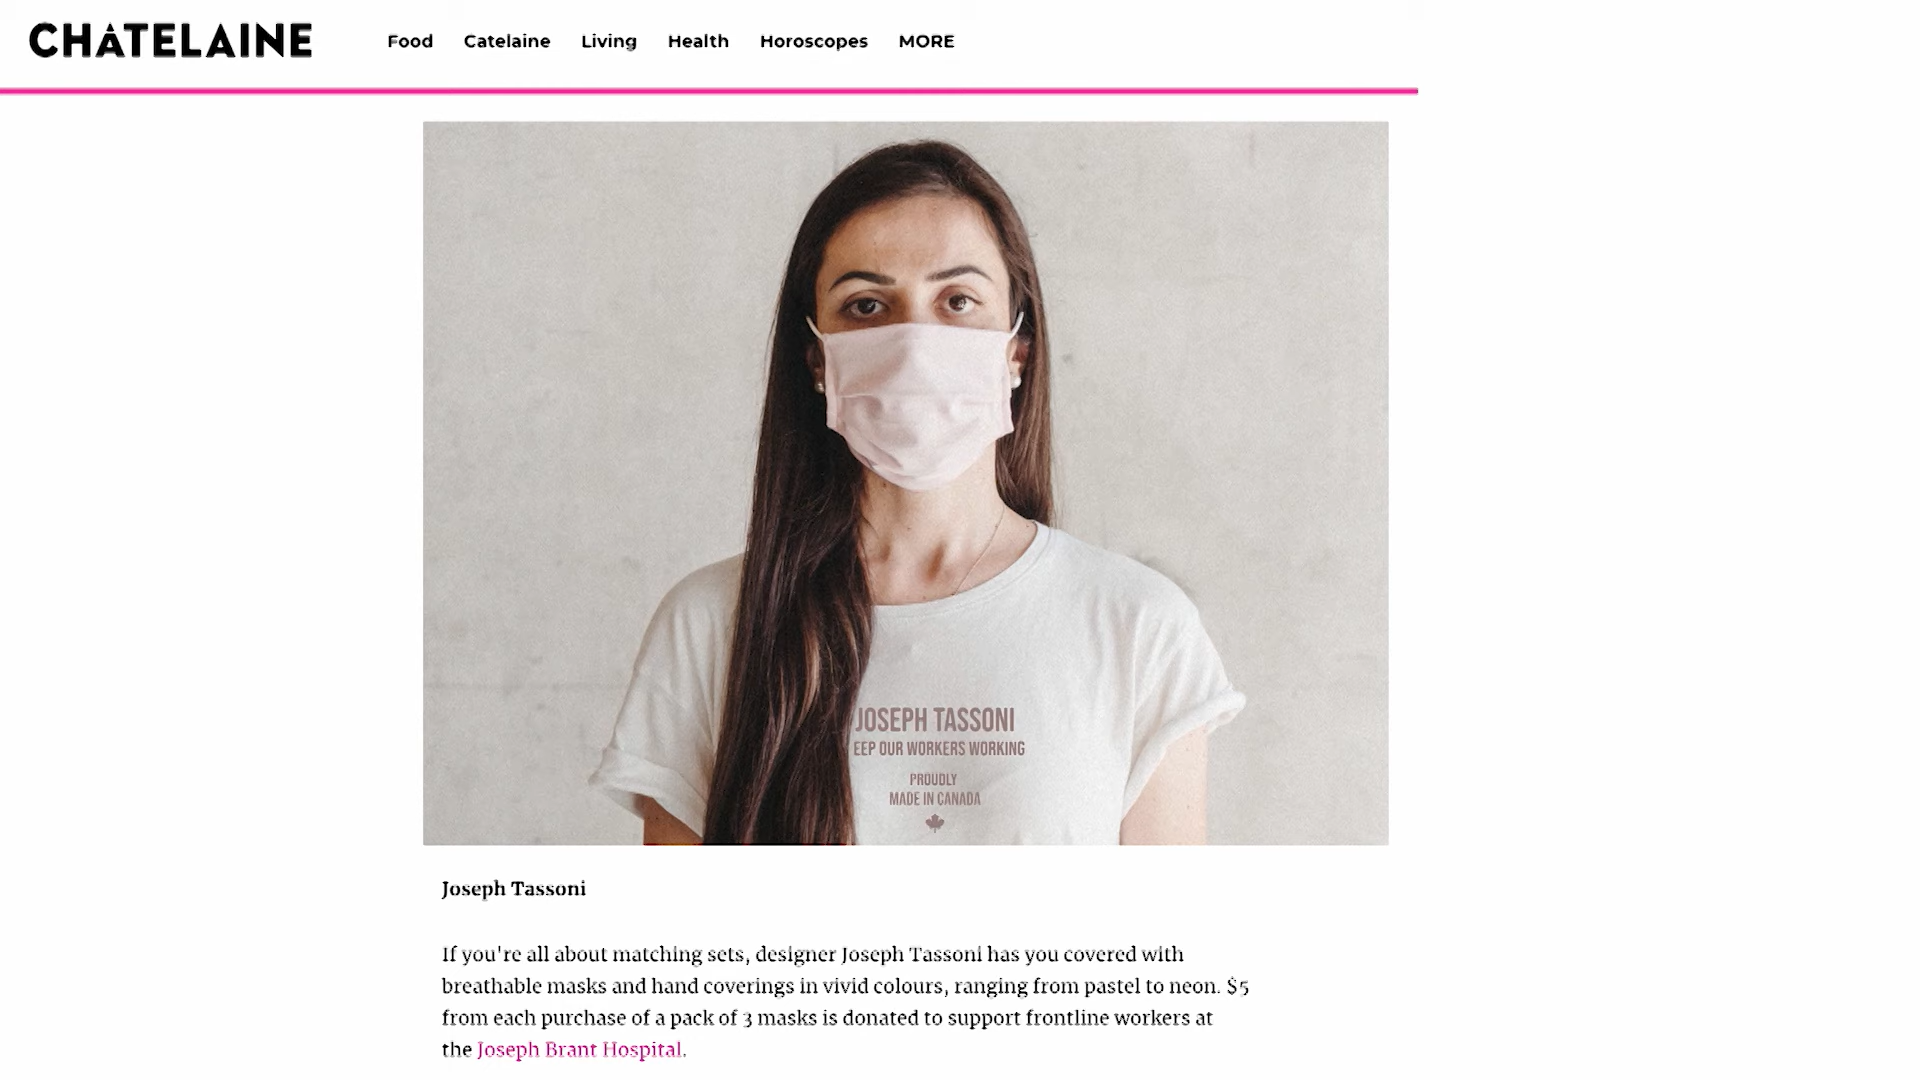 CHÂTELAINE
Food Catelaine Living Health Horoscopes MORE
JOSEPH TASSONI
EEP OUR WORKERS WORKING
PROUDLY
MADE IN CANADA
Joseph Tassoni
If you're all about matching sets, designer Joseph Tassoni has you covered with
breathable masks and hand coverings in vivid colours, ranging from pastel to neon. $5
from each purchase of a pack of 3 masks is donated to support frontline workers at
the Joseph Brant Hospital.